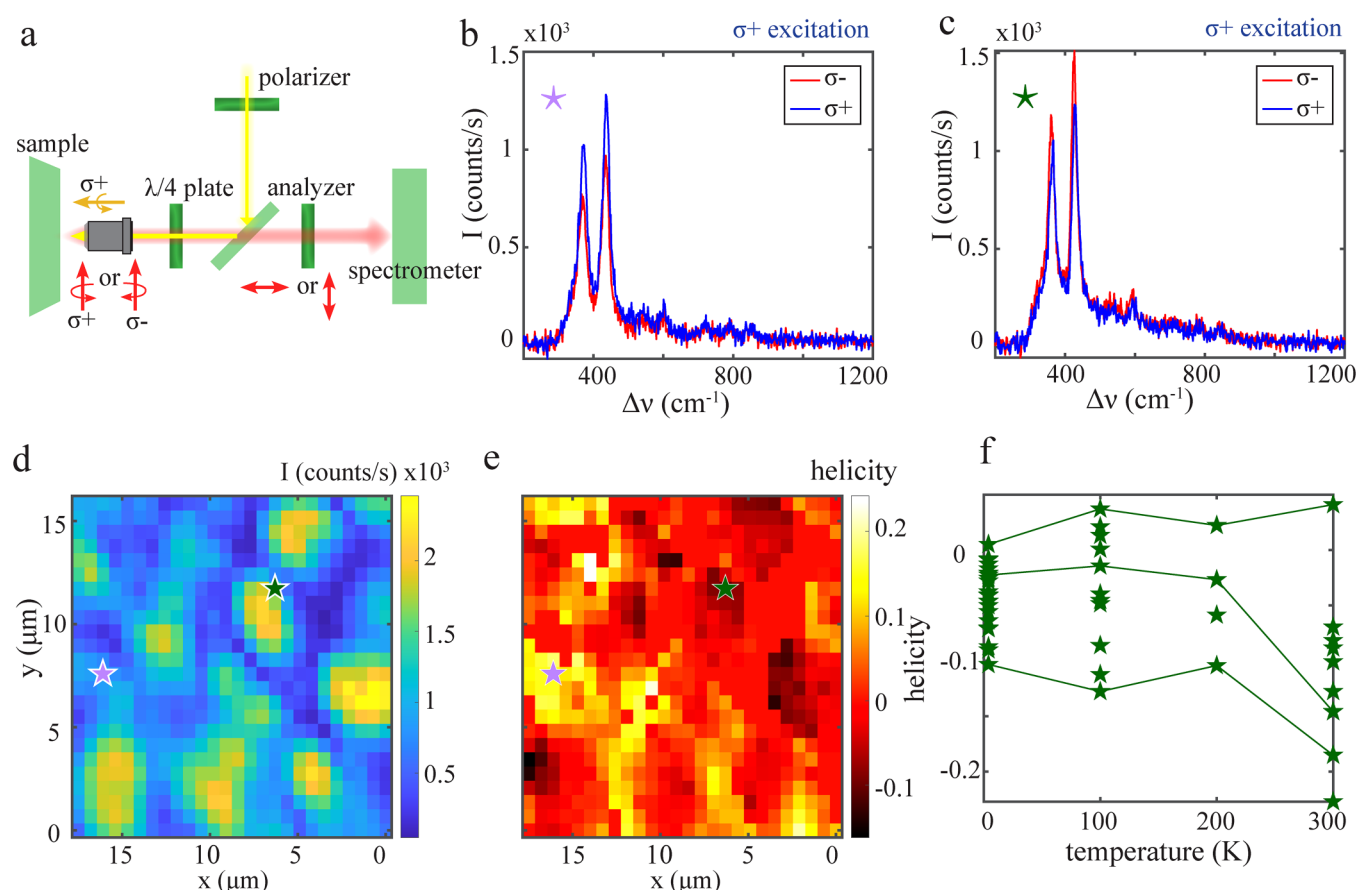 a
polarizer
sample
σ+
λ/4 plate
analyzer
or
σ+
σ-
or
spectrometer
b
x10³
σ+ excitation
σ-
σ+
I (counts/s)
1.5
1
0.5
0
400
800
1200
Δν (cm⁻¹)
c
x10³
σ+ excitation
σ-
σ+
I (counts/s)
1.5
1
0.5
0
400
800
1200
Δν (cm⁻¹)
d
I (counts/s) x10³
y (μm)
15
10
5
0
15
10
5
0
x (μm)
2
1.5
1
0.5
e
helicity
15
10
5
0
x (μm)
0.2
0.1
0
-0.1
f
helicity
0
-0.1
-0.2
0
100
200
300
temperature (K)